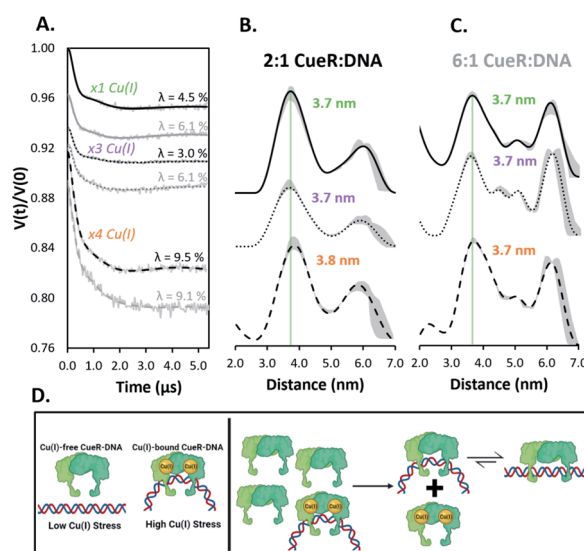 A.
B.
C.
2:1 CueR:DNA
6:1 CueR:DNA
V(t)/V(0)
1.00
0.96
0.92
0.88
0.84
0.80
0.76
x1 Cu(I)
λ = 4.5 %
λ = 6.1 %
x3 Cu(I)
λ = 3.0 %
λ = 6.1 %
x4 Cu(I)
λ = 9.5 %
λ = 9.1 %
0.0 1.0 2.0 3.0 4.0 5.0
Time (μs)
3.7 nm
3.7 nm
3.8 nm
2.0 3.0 4.0 5.0 6.0 7.0
Distance (nm)
3.7 nm
3.7 nm
3.7 nm
2.0 3.0 4.0 5.0 6.0 7.0
Distance (nm)
D.
Cu(I)-free CueR-DNA
Low Cu(I) Stress
Cu(I)-bound CueR-DNA
Cu(I) Cu(I)
High Cu(I) Stress
Cu(I) Cu(I)
+
Cu(I) Cu(I)